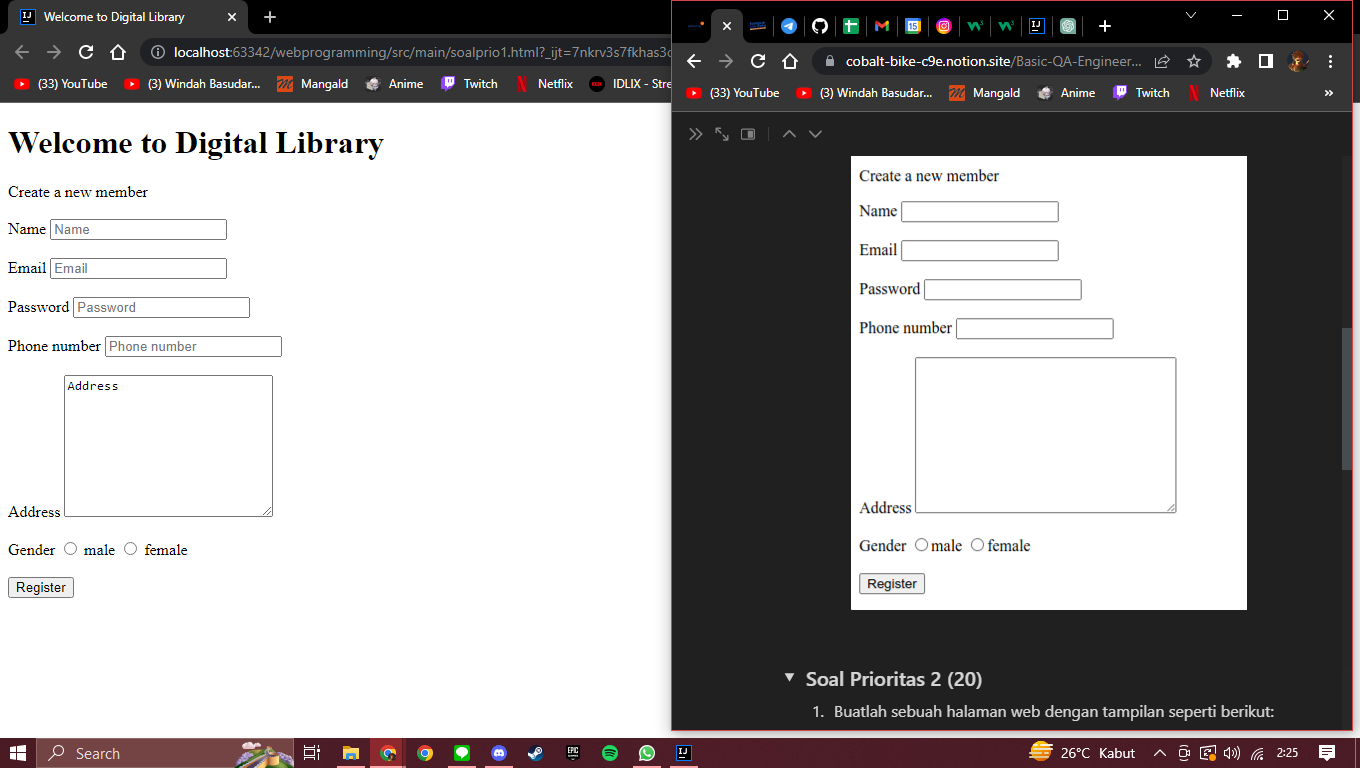 Welcome to Digital Library
localhost:63342/webprogramming/src/main/soalprio1.html?_ijt=7nkrv3s7fkhas3c
(33) YouTube (3) Windah Basudar... Mangald Anime Twitch Netflix IDLIX - Stre
Welcome to Digital Library
Create a new member
Name Name
Email Email
Password Password
Phone number Phone number
Address
Address
Gender male female
Register
cobalt-bike-c9e.notion.site/Basic-QA-Engineer...
(33) YouTube (3) Windah Basudar... Mangald Anime Twitch Netflix »
Create a new member
Name
Email
Password
Phone number
Address
Gender male female
Register
Soal Prioritas 2 (20)
1. Buatlah sebuah halaman web dengan tampilan seperti berikut:
Search
26°C Kabut 2:25